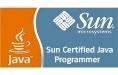 Sun
microsystems
Java
Sun Certified Java
Programmer